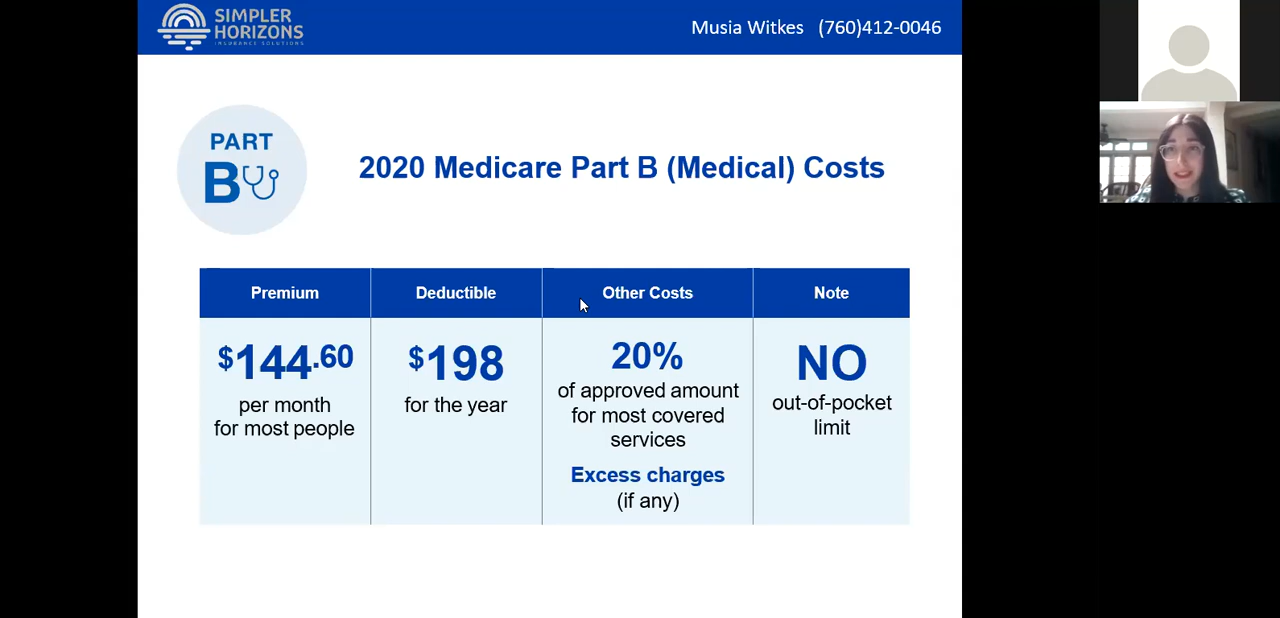 SIMPLER
HORIZONS
INSURANCE SOLUTIONS
Musia Witkes (760)412-0046
PART
B
2020 Medicare Part B (Medical) Costs
Premium
Deductible
Other Costs
Note
$144.60
per month
for most people
$198
for the year
20%
of approved amount
for most covered
services
Excess charges
(if any)
NO
out-of-pocket
limit